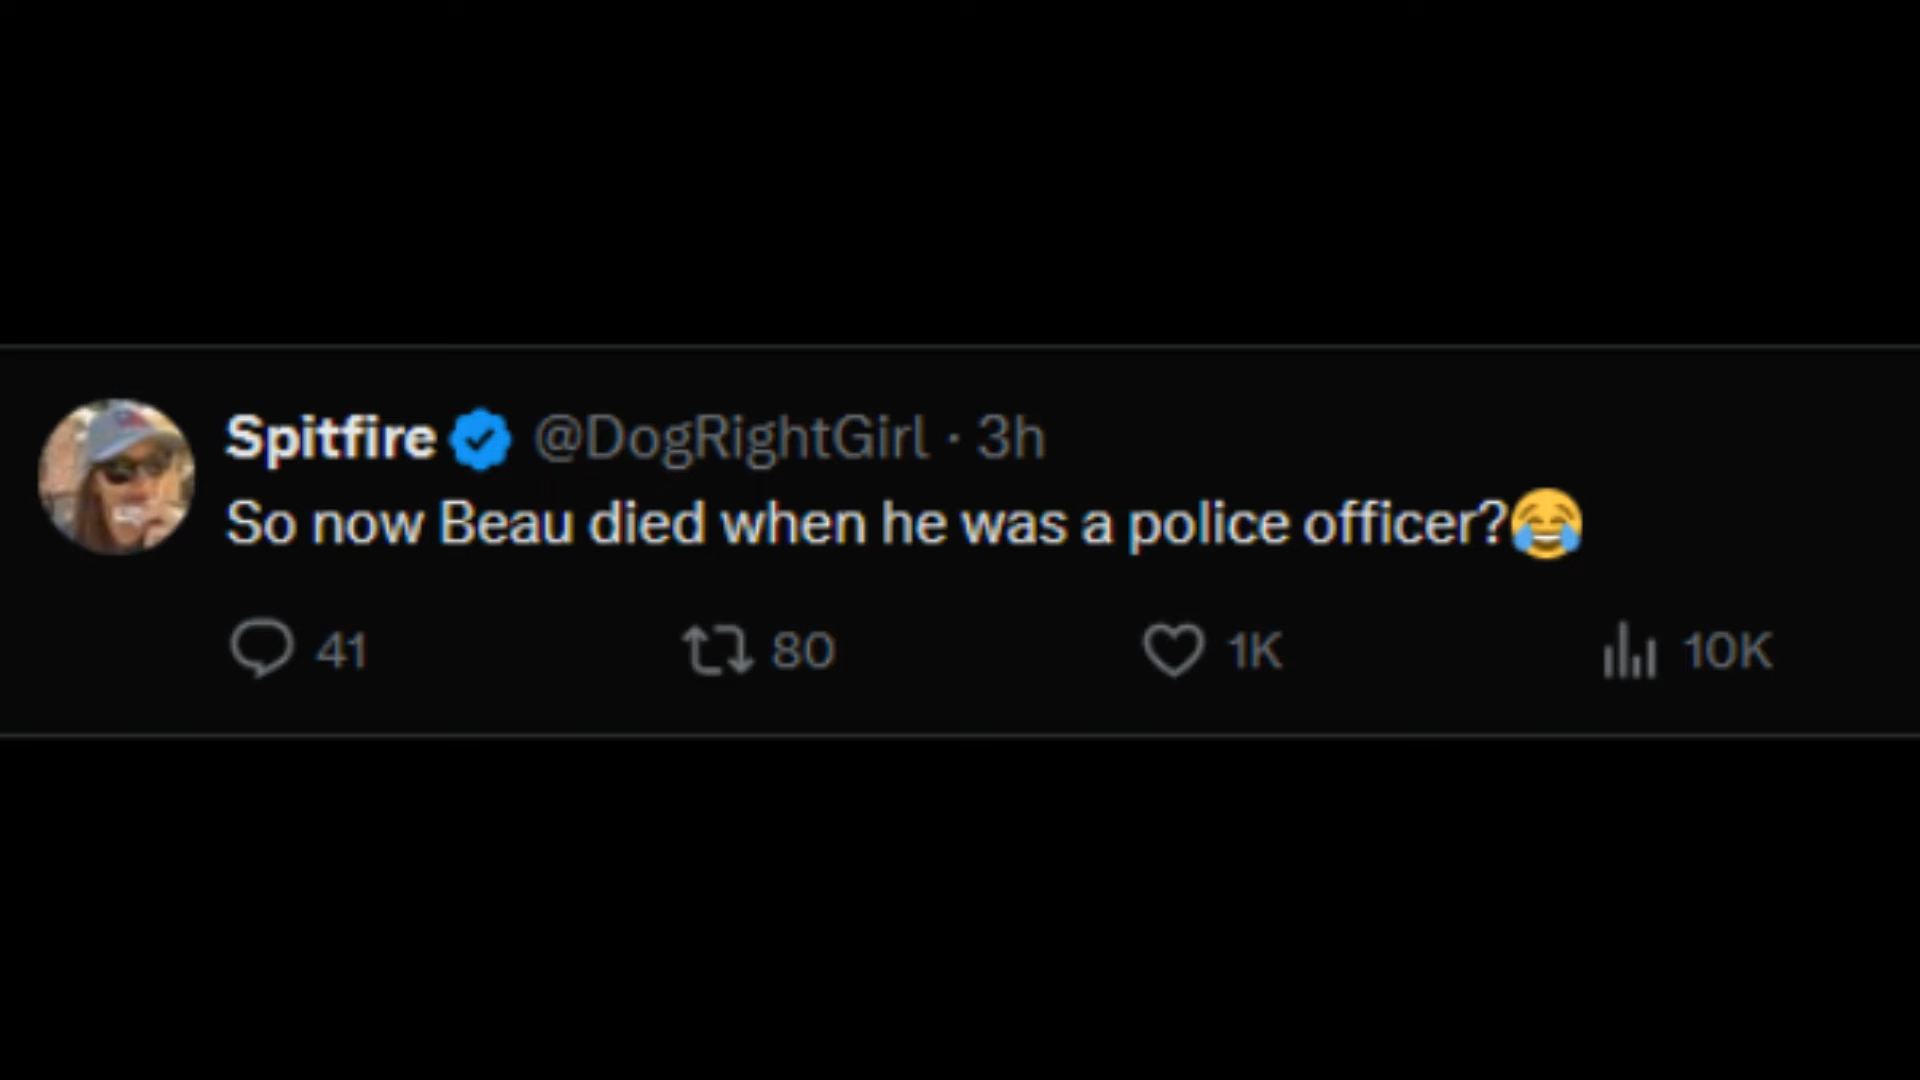 Spitfire @DogRightGirl · 3h
So now Beau died when he was a police officer?😂
41 80 1K 10K